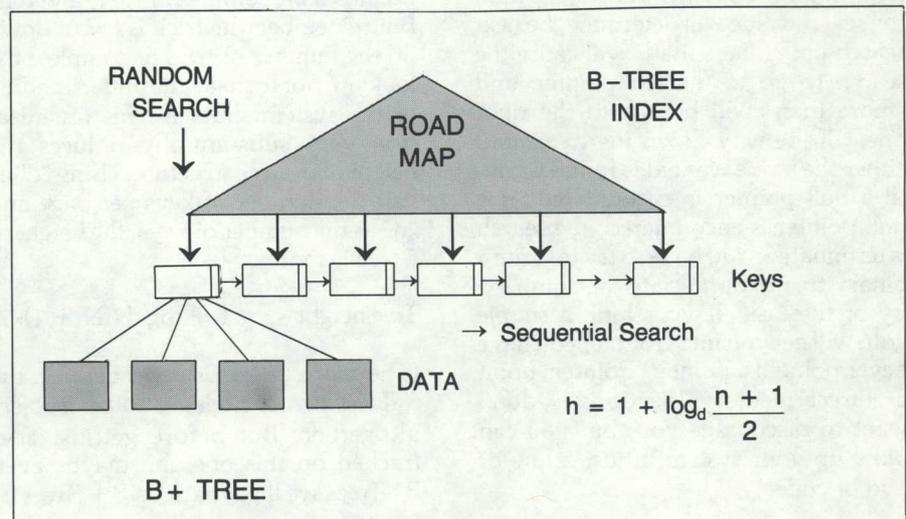 RANDOM
SEARCH
ROAD
MAP
B-TREE
INDEX
Keys
→ Sequential Search
DATA
h = 1 + log_d (n + 1)/2
B+ TREE